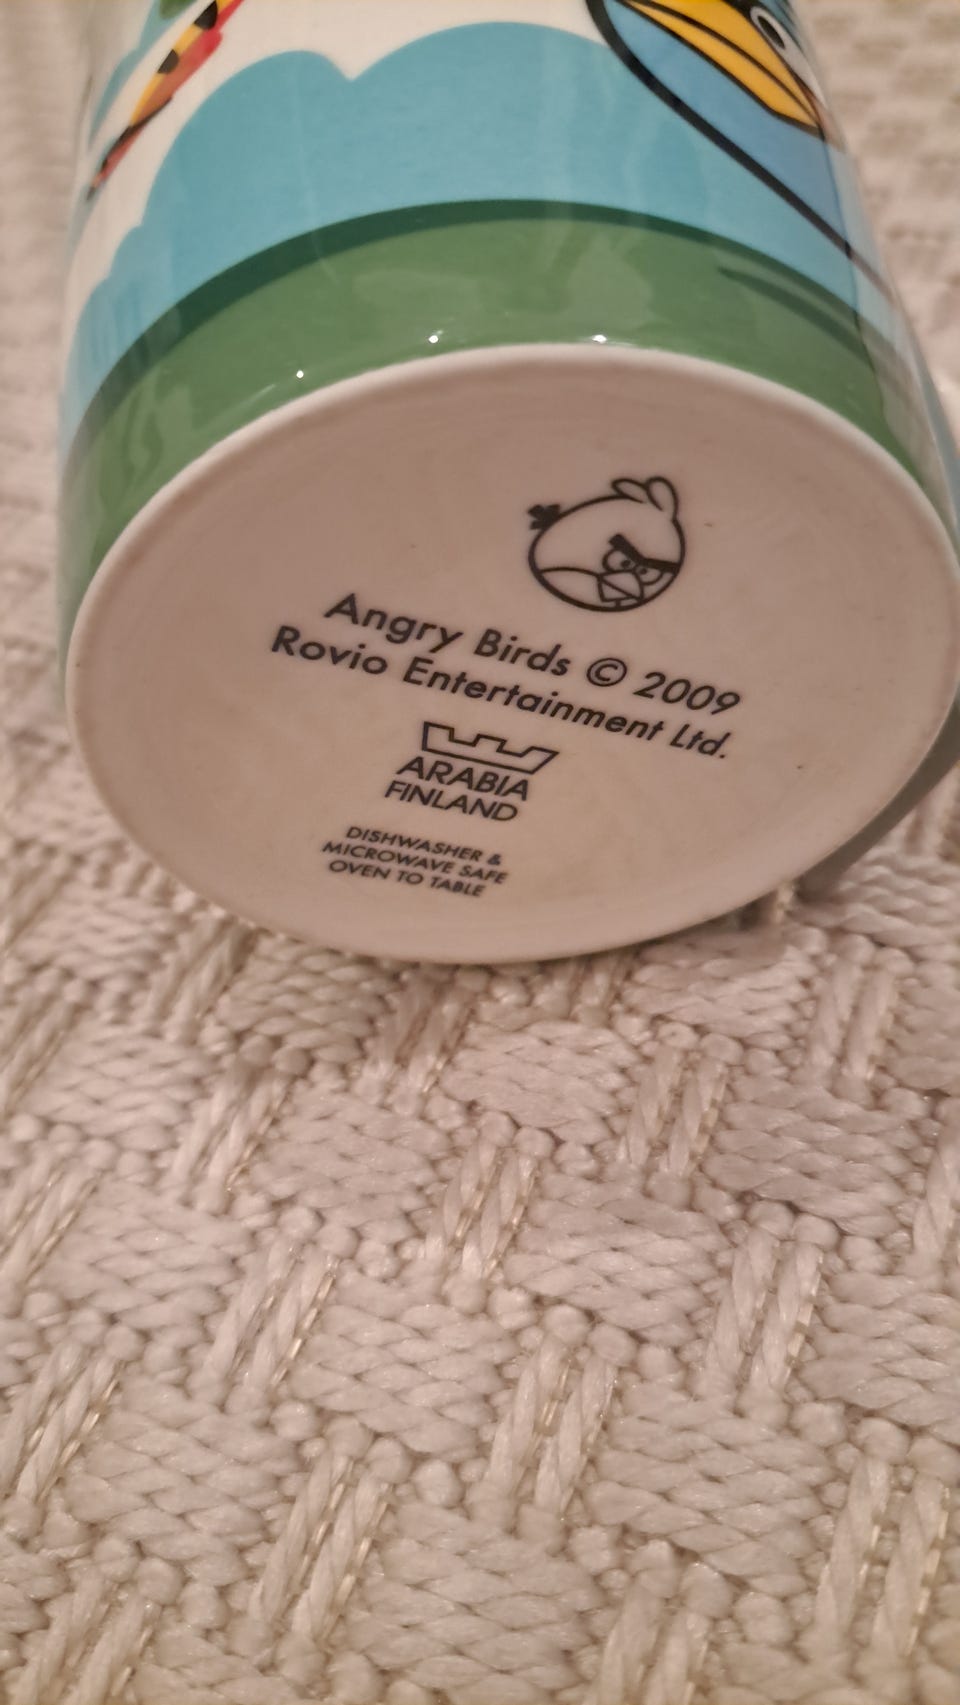 Angry Birds © 2009
Rovio Entertainment Ltd.
ARABIA
FINLAND
DISHWASHER &
MICROWAVE SAFE
OVEN TO TABLE